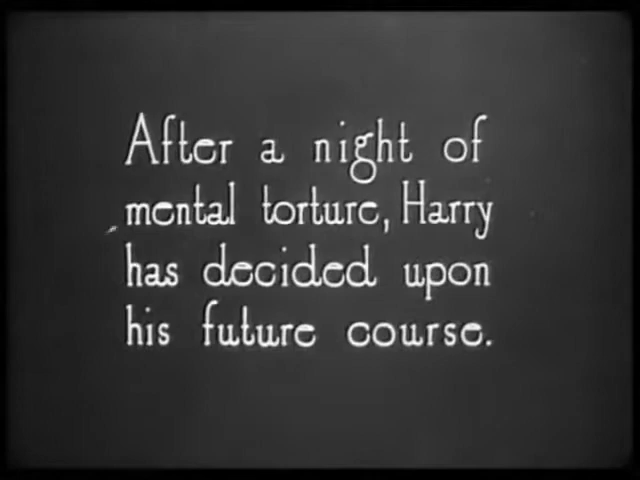 After a night of
mental torture, Harry
has decided upon
his future course.